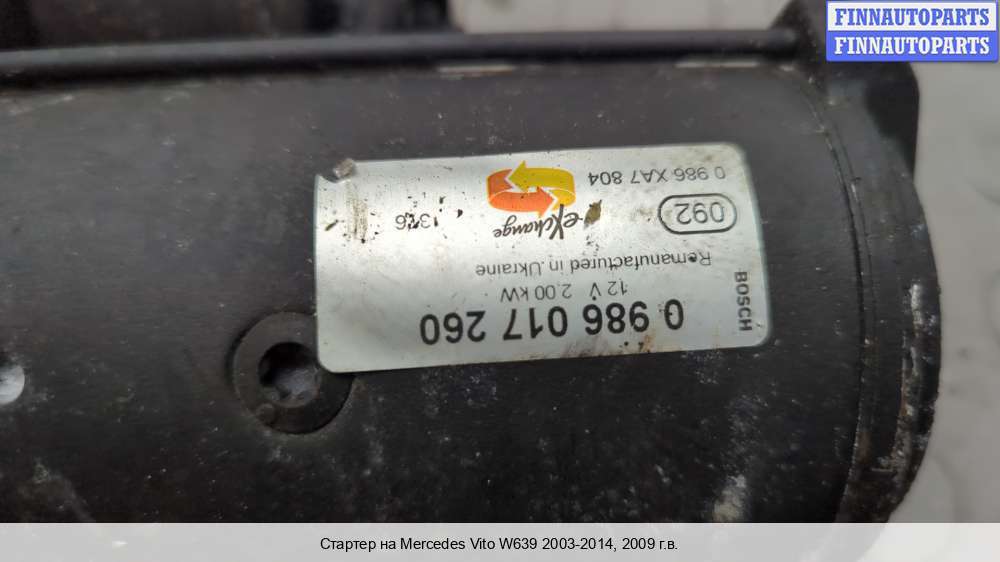 FINNAUTOPARTS
FINNAUTOPARTS
BOSCH
0 986 017 260
12 V 2.00 kW
Remanufactured in Ukraine
092
0 986 XA7 804
eXchange
Стартер на Mercedes Vito W639 2003-2014, 2009 г.в.